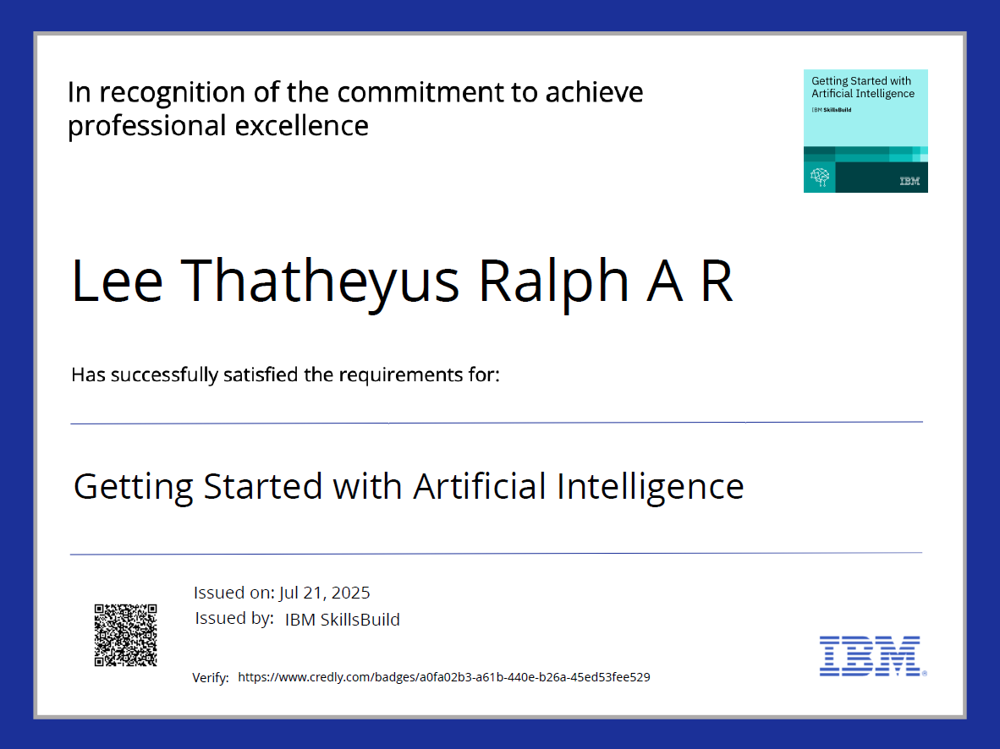 In recognition of the commitment to achieve
professional excellence
Getting Started with
Artificial Intelligence
IBM SkillsBuild
IBM
Lee Thatheyus Ralph A R
Has successfully satisfied the requirements for:
Getting Started with Artificial Intelligence
Issued on: Jul 21, 2025
Issued by: IBM SkillsBuild
Verify: https://www.credly.com/badges/a0fa02b3-a61b-440e-b26a-45ed53fee529
IBM®